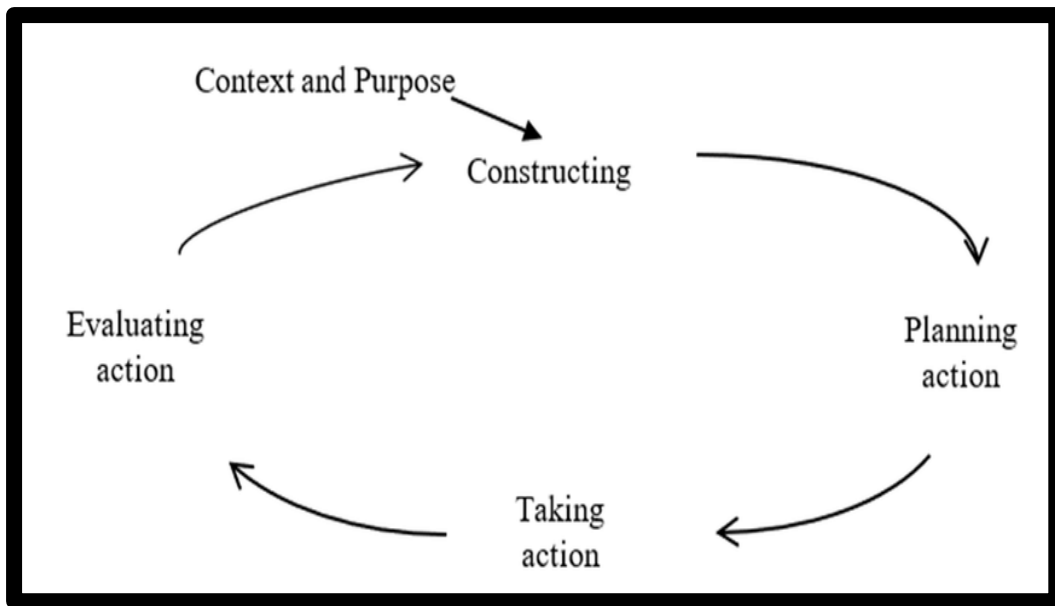 Context and Purpose
Constructing
Evaluating
action
Planning
action
Taking
action